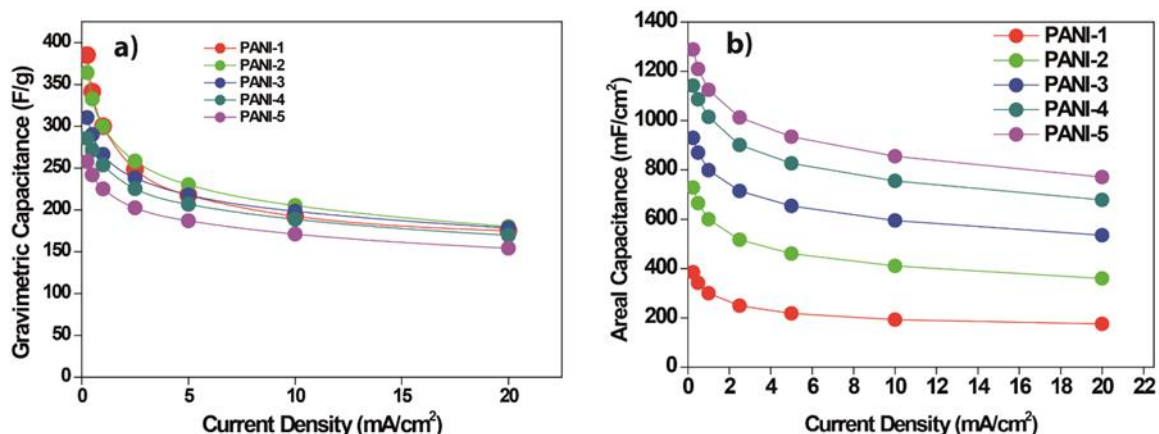 a)
PANI-1
PANI-2
PANI-3
PANI-4
PANI-5
Gravimetric Capacitance (F/g)
400
350
300
250
200
150
100
50
0
0 5 10 15 20
Current Density (mA/cm²)
b)
PANI-1
PANI-2
PANI-3
PANI-4
PANI-5
Areal Capacitance (mF/cm²)
1400
1200
1000
800
600
400
200
0
0 2 4 6 8 10 12 14 16 18 20 22
Current Density (mA/cm²)